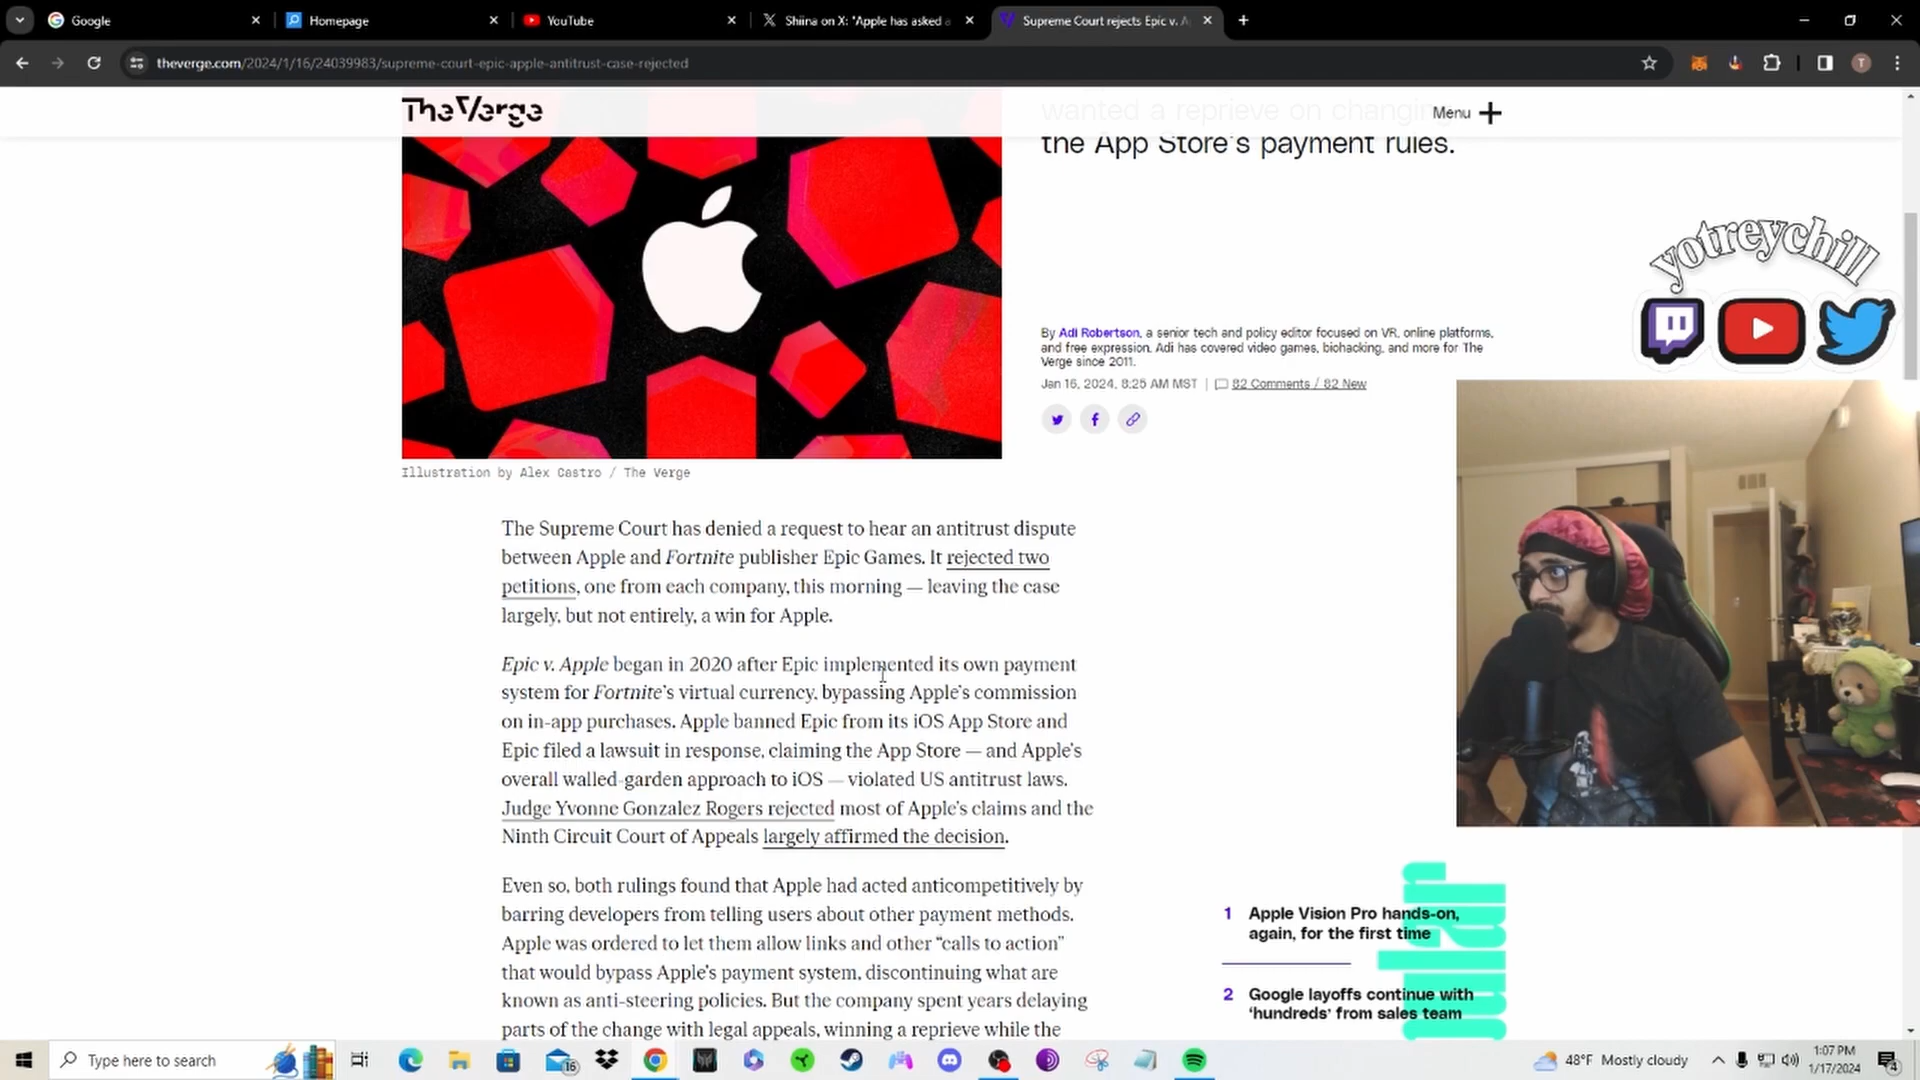 Google
Homepage
YouTube
Shiina on X: "Apple has asked a
Supreme Court rejects Epic v. A
theverge.com/2024/1/16/24039983/supreme-court-epic-apple-antitrust-case-rejected
T
The Verge
wanted a reprieve on changing
Menu
the App Store's payment rules.
yotreychill
By Adi Robertson, a senior tech and policy editor focused on VR, online platforms,
and free expression. Adi has covered video games, biohacking, and more for The
Verge since 2011.
Jan 16, 2024, 8:25 AM MST | 82 Comments / 82 New
Illustration by Alex Castro / The Verge
The Supreme Court has denied a request to hear an antitrust dispute
between Apple and Fortnite publisher Epic Games. It rejected two
petitions, one from each company, this morning — leaving the case
largely, but not entirely, a win for Apple.
Epic v. Apple began in 2020 after Epic implemented its own payment
system for Fortnite's virtual currency, bypassing Apple's commission
on in-app purchases. Apple banned Epic from its iOS App Store and
Epic filed a lawsuit in response, claiming the App Store — and Apple's
overall walled-garden approach to iOS — violated US antitrust laws.
Judge Yvonne Gonzalez Rogers rejected most of Apple's claims and the
Ninth Circuit Court of Appeals largely affirmed the decision.
Even so, both rulings found that Apple had acted anticompetitively by
barring developers from telling users about other payment methods.
Apple was ordered to let them allow links and other "calls to action"
that would bypass Apple's payment system, discontinuing what are
known as anti-steering policies. But the company spent years delaying
parts of the change with legal appeals, winning a reprieve while the
1 Apple Vision Pro hands-on,
again, for the first time
2 Google layoffs continue with
'hundreds' from sales team
Type here to search
16
48°F Mostly cloudy
1:07 PM
1/17/2024
4